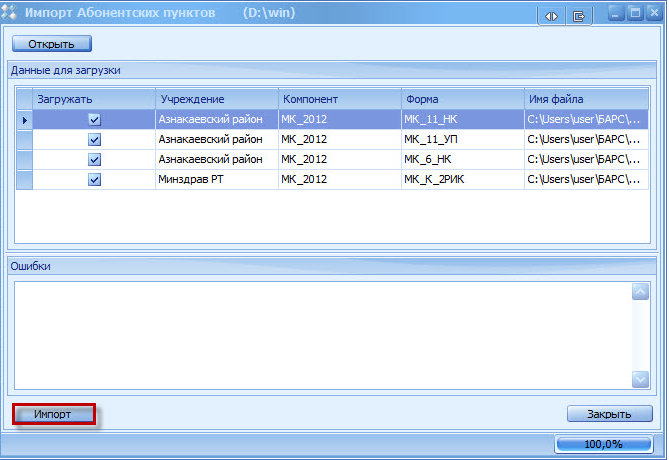 Импорт Абонентских пунктов (D:\win)
Открыть
Данные для загрузки
Загружать Учреждение Компонент Форма Имя файла
Азнакаевский район МК_2012 МК_11_НК C:\Users\user\БАРС\...
Азнакаевский район МК_2012 МК_11_УП C:\Users\user\БАРС\...
Азнакаевский район МК_2012 МК_6_НК C:\Users\user\БАРС\...
Минздрав РТ МК_2012 МК_К_2РИК C:\Users\user\БАРС\...
Ошибки
Импорт Закрыть
100,0%